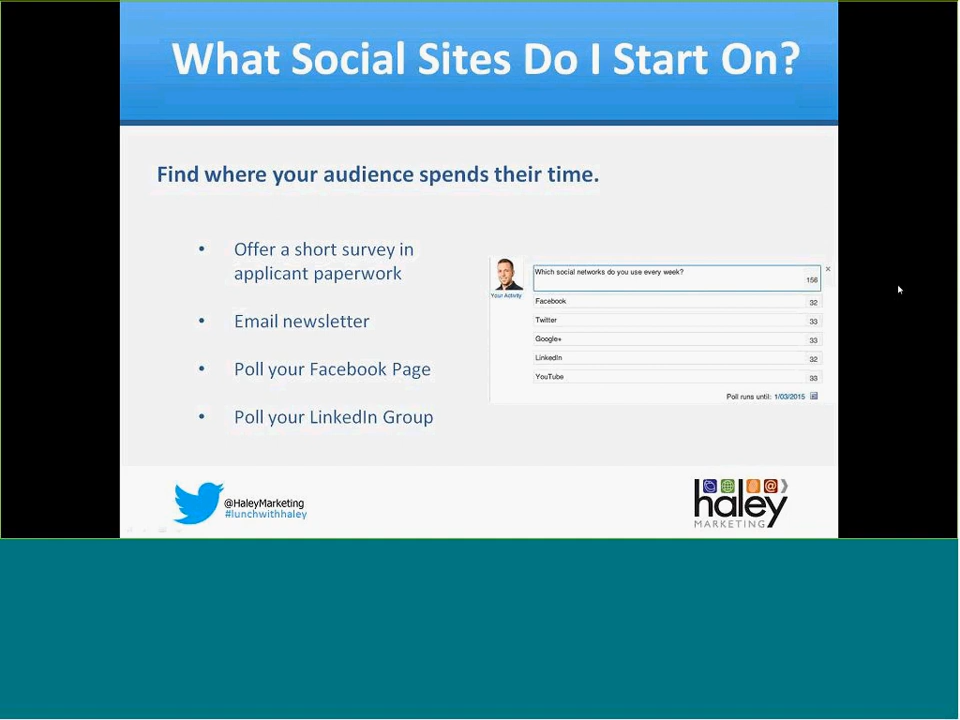 What Social Sites Do I Start On?
Find where your audience spends their time.
• Offer a short survey in
applicant paperwork
• Email newsletter
• Poll your Facebook Page
• Poll your LinkedIn Group
Your Activity
Which social networks do you use every week?
156
Facebook 32
Twitter 33
Google+ 33
LinkedIn 32
YouTube 33
Poll runs until: 1/03/2015
@HaleyMarketing
#lunchwithhaley
haley
MARKETING